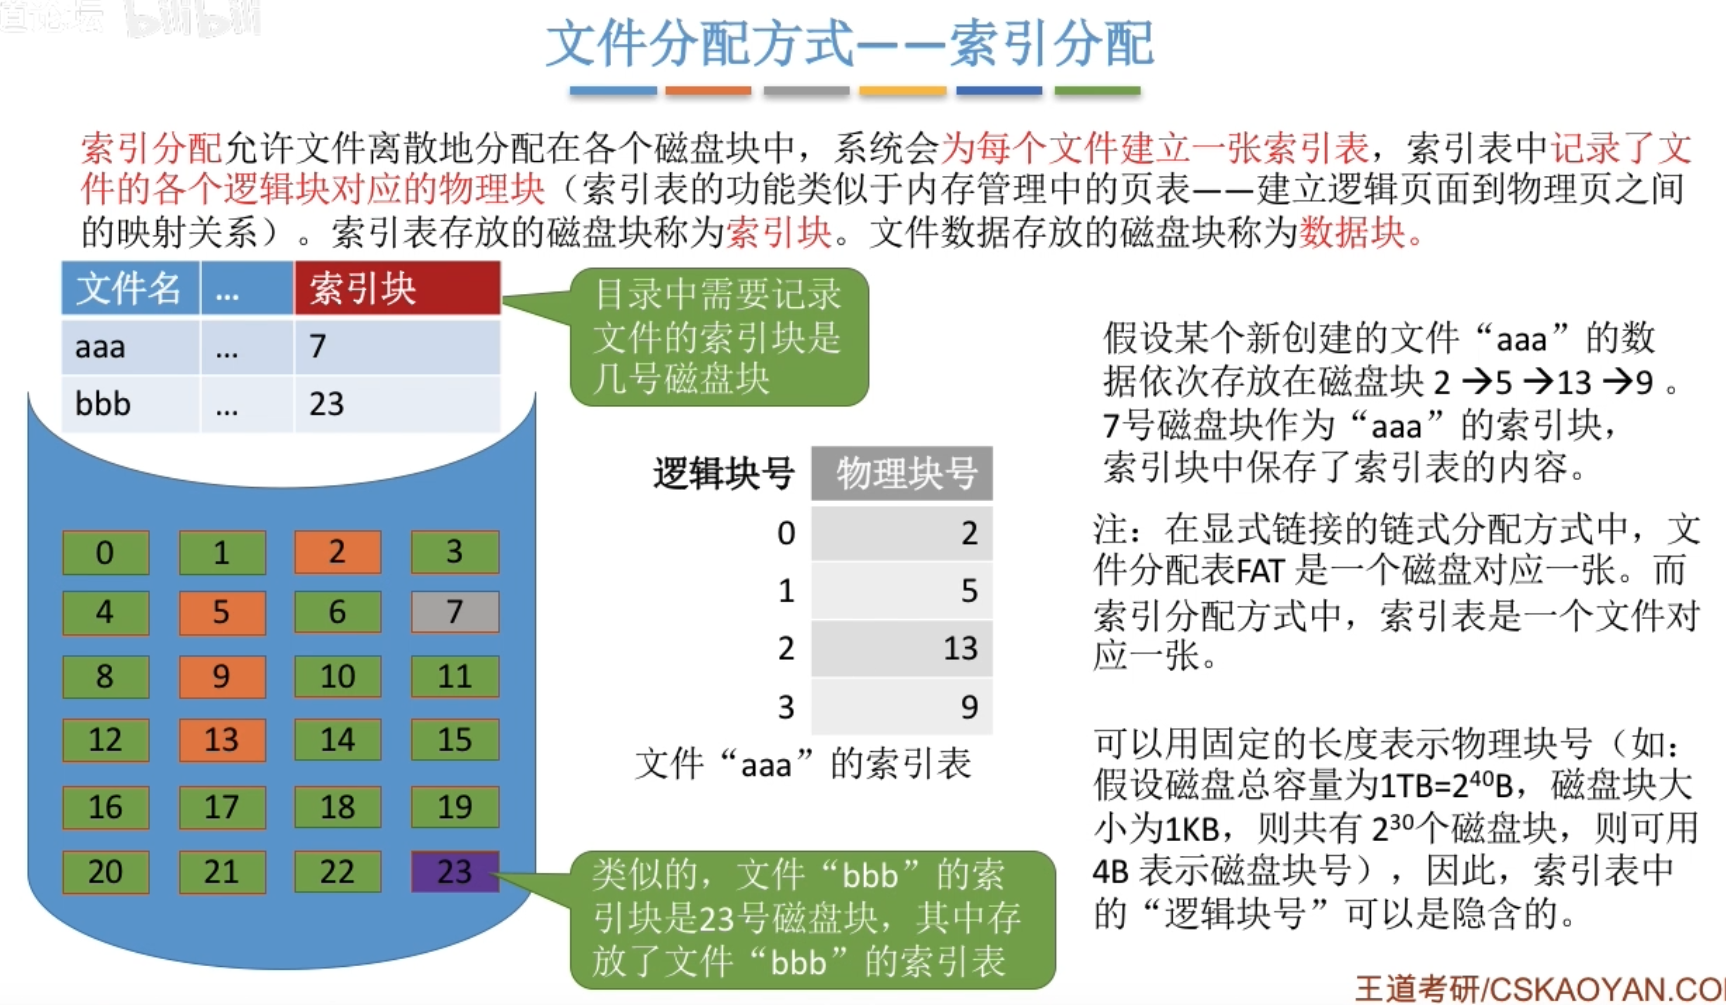 道论坛 bilibili
文件分配方式——索引分配
索引分配允许文件离散地分配在各个磁盘块中，系统会为每个文件建立一张索引表，索引表中记录了文
件的各个逻辑块对应的物理块（索引表的功能类似于内存管理中的页表——建立逻辑页面到物理页之间
的映射关系）。索引表存放的磁盘块称为索引块。文件数据存放的磁盘块称为数据块。
文件名 ... 索引块
aaa ... 7
bbb ... 23
目录中需要记录
文件的索引块是
几号磁盘块
0 1 2 3
4 5 6 7
8 9 10 11
12 13 14 15
16 17 18 19
20 21 22 23
逻辑块号 物理块号
0 2
1 5
2 13
3 9
文件“aaa”的索引表
类似的，文件“bbb”的索
引块是23号磁盘块，其中存
放了文件“bbb”的索引表
假设某个新创建的文件“aaa”的数
据依次存放在磁盘块 2 →5 →13 →9 。
7号磁盘块作为“aaa”的索引块，
索引块中保存了索引表的内容。
注：在显式链接的链式分配方式中，文
件分配表FAT 是一个磁盘对应一张。而
索引分配方式中，索引表是一个文件对
应一张。
可以用固定的长度表示物理块号（如：
假设磁盘总容量为1TB=2⁴⁰B，磁盘块大
小为1KB，则共有 2³⁰个磁盘块，则可用
4B 表示磁盘块号），因此，索引表中
的“逻辑块号”可以是隐含的。
王道考研/CSKAOYAN.CO